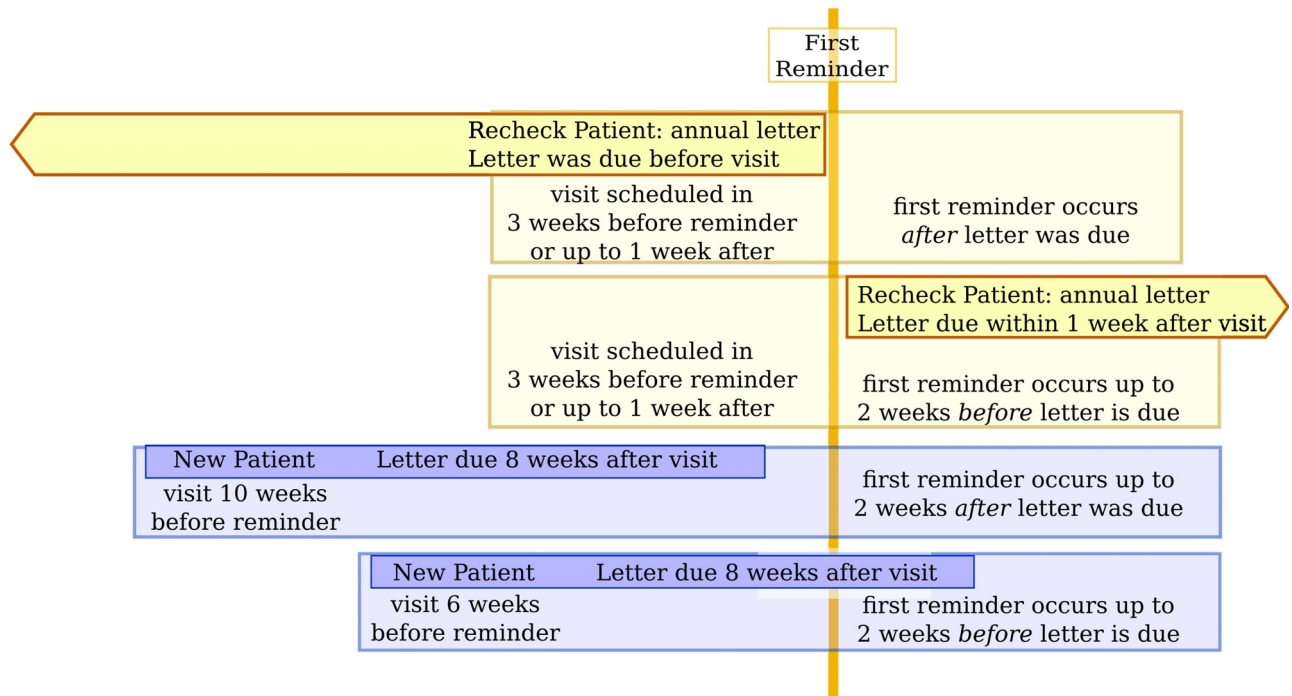 First
Reminder
Recheck Patient: annual letter
Letter was due before visit
visit scheduled in
3 weeks before reminder
or up to 1 week after
first reminder occurs
after letter was due
Recheck Patient: annual letter
Letter due within 1 week after visit
visit scheduled in
3 weeks before reminder
or up to 1 week after
first reminder occurs up to
2 weeks before letter is due
New Patient Letter due 8 weeks after visit
visit 10 weeks
before reminder
first reminder occurs up to
2 weeks after letter was due
New Patient Letter due 8 weeks after visit
visit 6 weeks
before reminder
first reminder occurs up to
2 weeks before letter is due